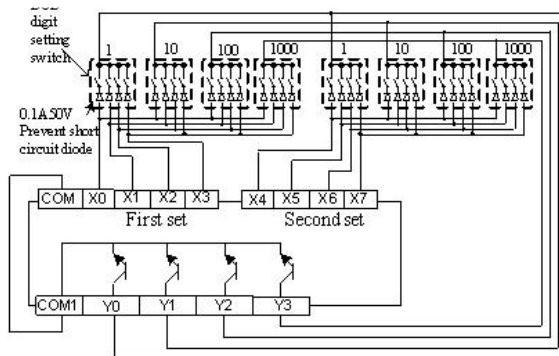 digit
setting
switch
1 10 100 1000 1 10 100 1000
0.1A50V
Prevent short
circuit diode
COM X0 X1 X2 X3 X4 X5 X6 X7
First set Second set
COM1 Y0 Y1 Y2 Y3